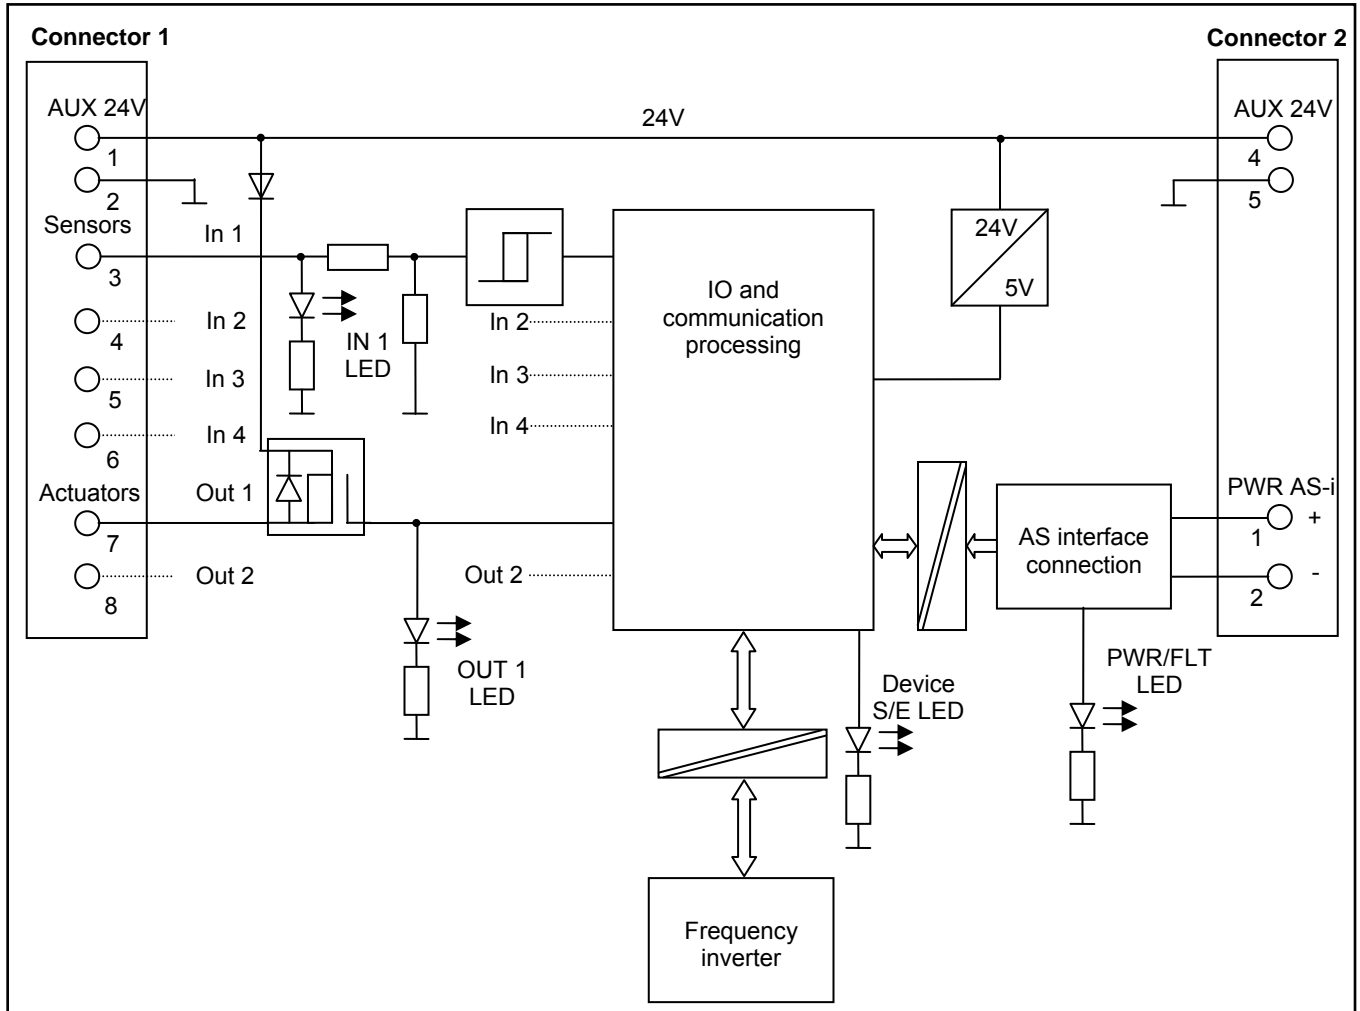 Connector 1
Connector 2
AUX 24V
24V
AUX 24V
1
4
2
5
Sensors
In 1
24V
5V
3
IO and
communication
processing
In 2
In 2
4
IN 1
LED
In 3
In 3
5
In 4
In 4
6
Actuators
Out 1
PWR AS-i
+
7
1
AS interface
connection
Out 2
Out 2
-
8
2
OUT 1
LED
Device
S/E LED
PWR/FLT
LED
Frequency
inverter